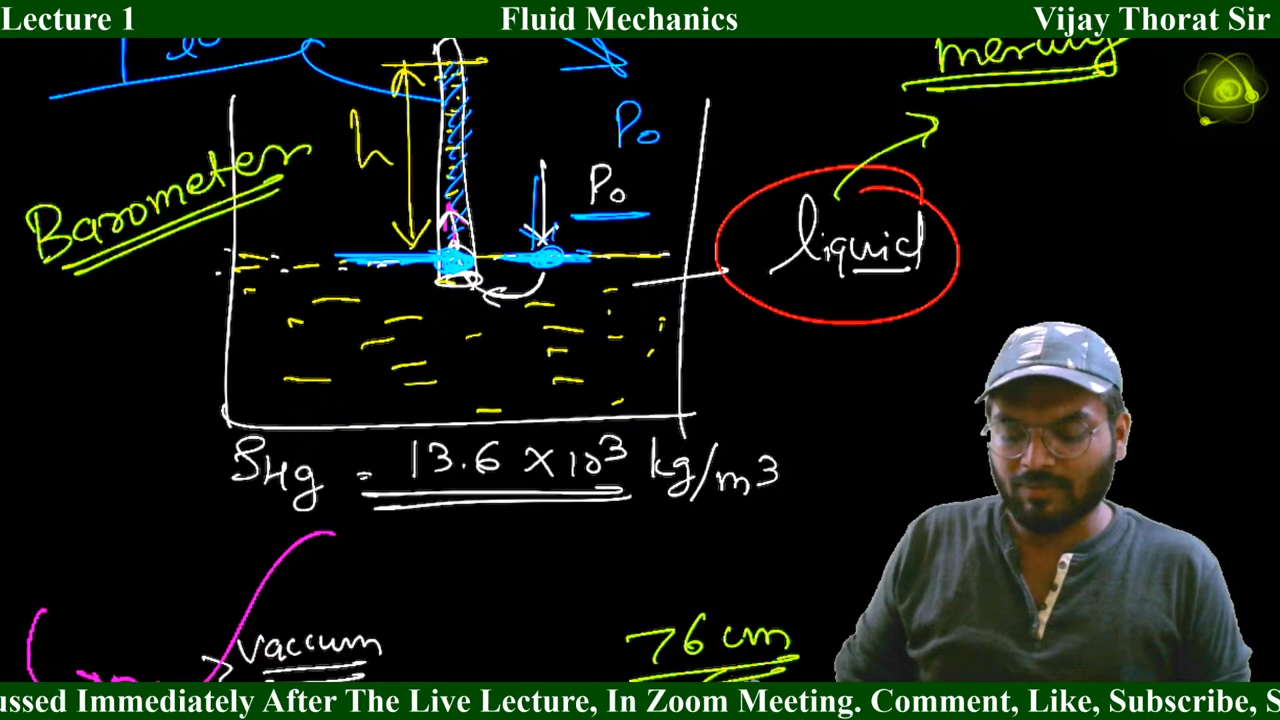 Lecture 1 Fluid Mechanics Vijay Thorat Sir
h
P₀
P₀
Barometer
liquid
ρHg = 13.6 × 10³ kg/m3
vaccum
76 cm
ussed Immediately After The Live Lecture, In Zoom Meeting. Comment, Like, Subscribe, S